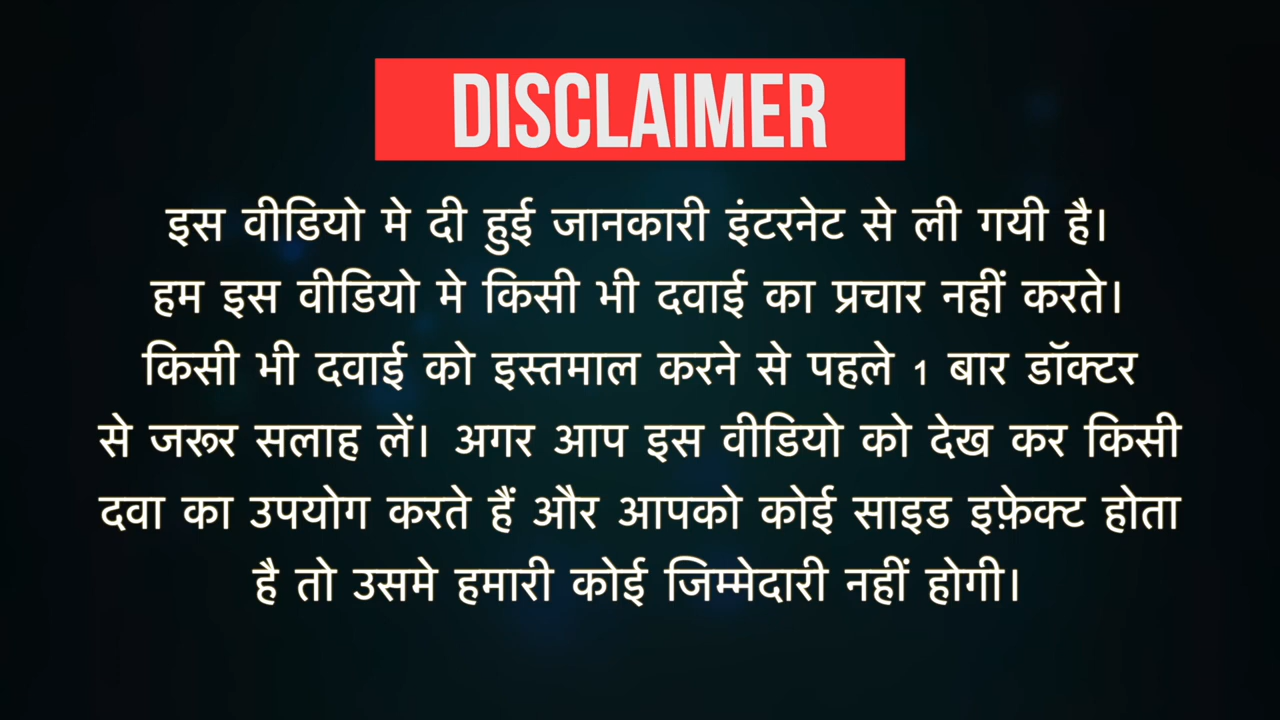 DISCLAIMER
इस वीडियो मे दी हुई जानकारी इंटरनेट से ली गयी है।
हम इस वीडियो मे किसी भी दवाई का प्रचार नहीं करते।
किसी भी दवाई को इस्तमाल करने से पहले 1 बार डॉक्टर
से जरूर सलाह लें। अगर आप इस वीडियो को देख कर किसी
दवा का उपयोग करते हैं और आपको कोई साइड इफ़ेक्ट होता
है तो उसमे हमारी कोई जिम्मेदारी नहीं होगी।